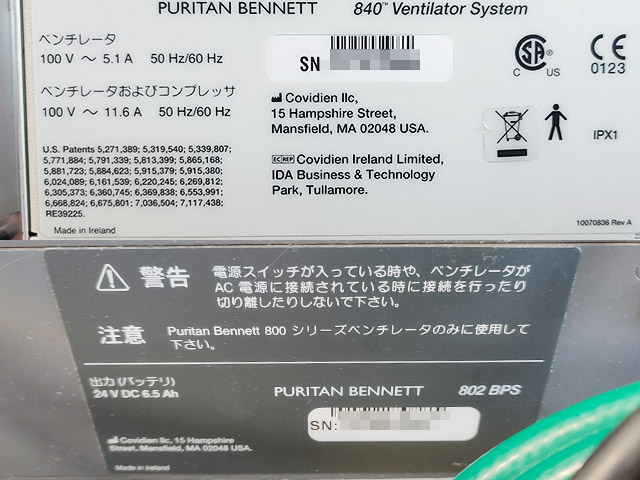 PURITAN BENNETT 840™ Ventilator System
ベンチレータ
100 V ～ 5.1 A 50 Hz/60 Hz
ベンチレータおよびコンプレッサ
100 V ～ 11.6 A 50 Hz/60 Hz
U.S. Patents 5,271,389; 5,319,540; 5,339,807;
5,771,884; 5,791,339; 5,813,399; 5,865,168;
5,881,723; 5,884,623; 5,915,379; 5,915,380;
6,024,089; 6,161,539; 6,220,245; 6,269,812;
6,305,373; 6,360,745; 6,369,838; 6,553,991;
6,668,824; 6,675,801; 7,036,504; 7,117,438;
RE39225.
Made in Ireland
SN
Covidien llc,
15 Hampshire Street,
Mansfield, MA 02048 USA.
EC REP Covidien Ireland Limited,
IDA Business & Technology
Park, Tullamore.
SA ®
C US
CE
0123
IPX1
10070836 Rev A
警告 電源スイッチが入っている時や、ベンチレータが
AC 電源に接続されている時に接続を行ったり
切り離したりしないで下さい。
注意 Puritan Bennett 800 シリーズベンチレータのみに使用して
下さい。
出力 (バッテリ)
24 V DC 6.5 Ah
PURITAN BENNETT 802 BPS
SN:
Covidien llc, 15 Hampshire
Street, Mansfield, MA 02048 USA.
Made in Ireland